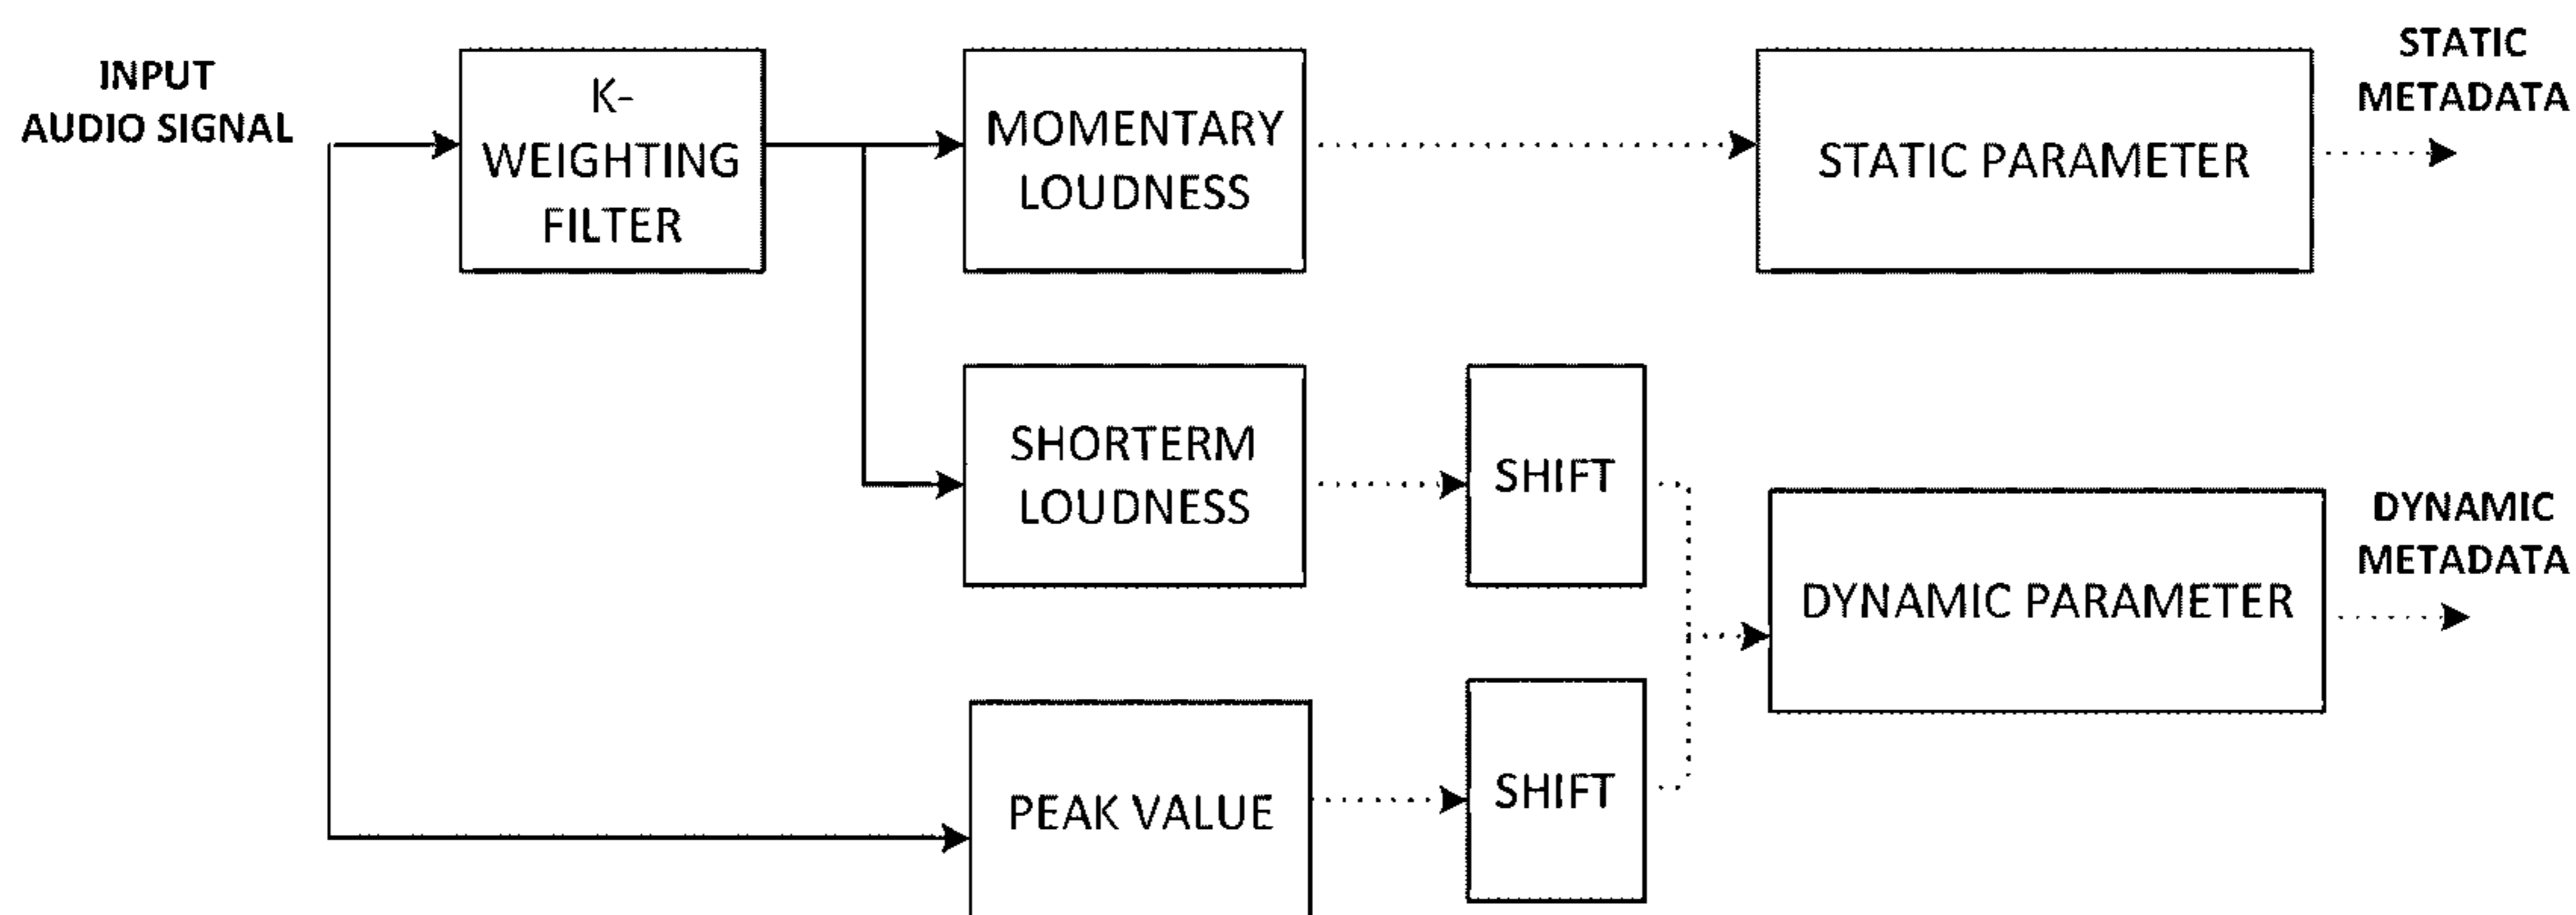 INPUT
AUDIO SIGNAL
K-
WEIGHTING
FILTER
MOMENTARY
LOUDNESS
STATIC PARAMETER
STATIC
METADATA
SHORTERM
LOUDNESS
SHIFT
DYNAMIC PARAMETER
DYNAMIC
METADATA
PEAK VALUE
SHIFT